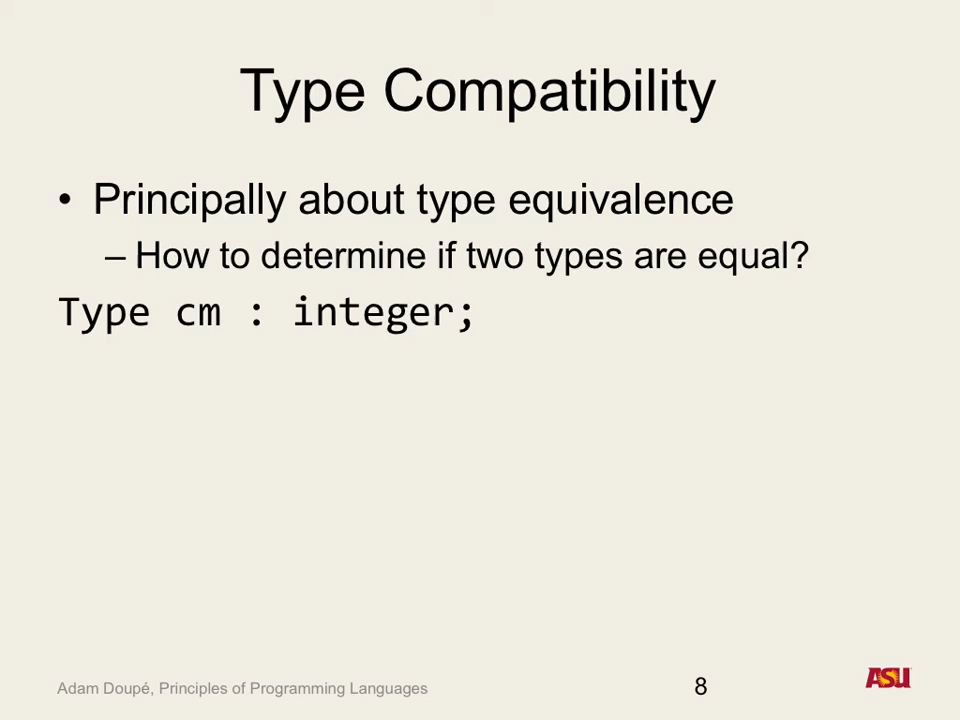 Type Compatibility
• Principally about type equivalence
– How to determine if two types are equal?
Type cm : integer;
Adam Doupé, Principles of Programming Languages
8
ASU